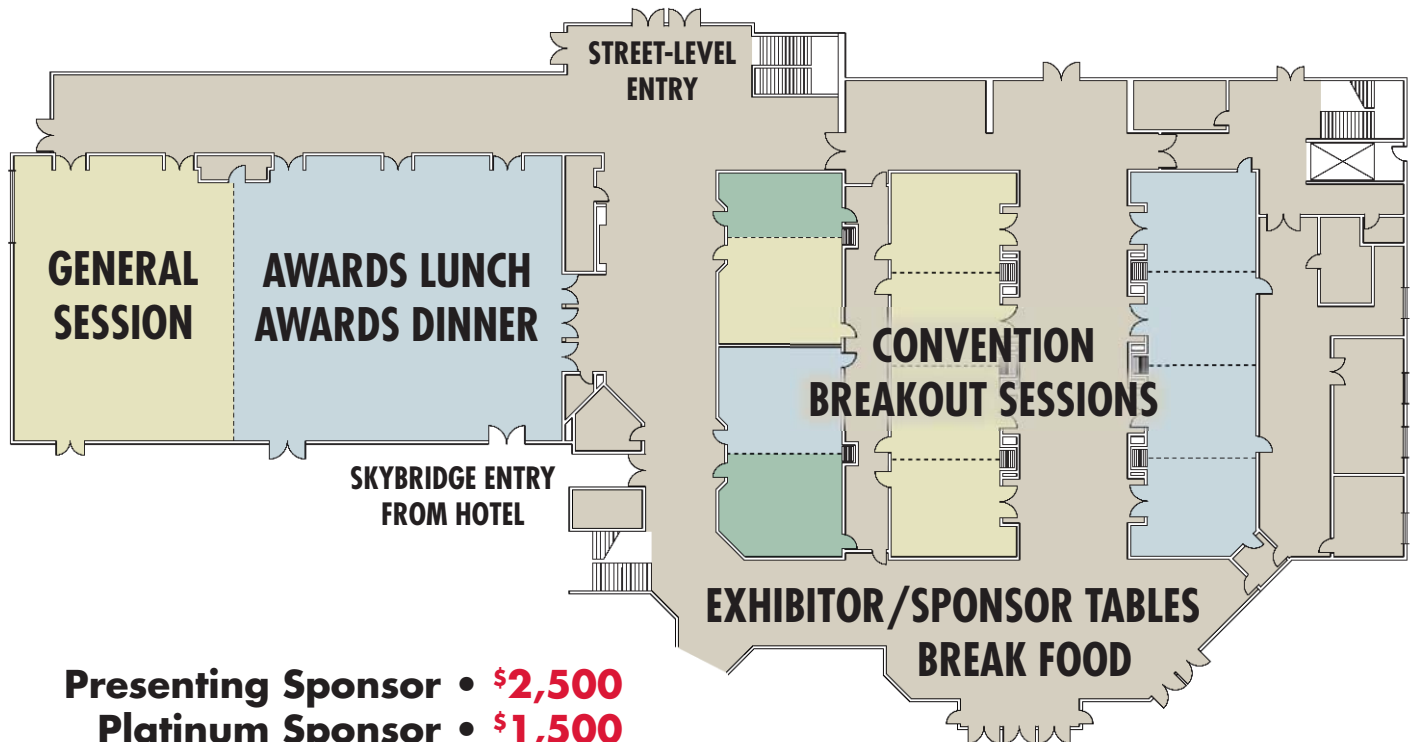 STREET-LEVEL
ENTRY
GENERAL
SESSION
AWARDS LUNCH
AWARDS DINNER
CONVENTION
BREAKOUT SESSIONS
SKYBRIDGE ENTRY
FROM HOTEL
EXHIBITOR/SPONSOR TABLES
BREAK FOOD
Presenting Sponsor • $2,500
Platinum Sponsor • $1,500